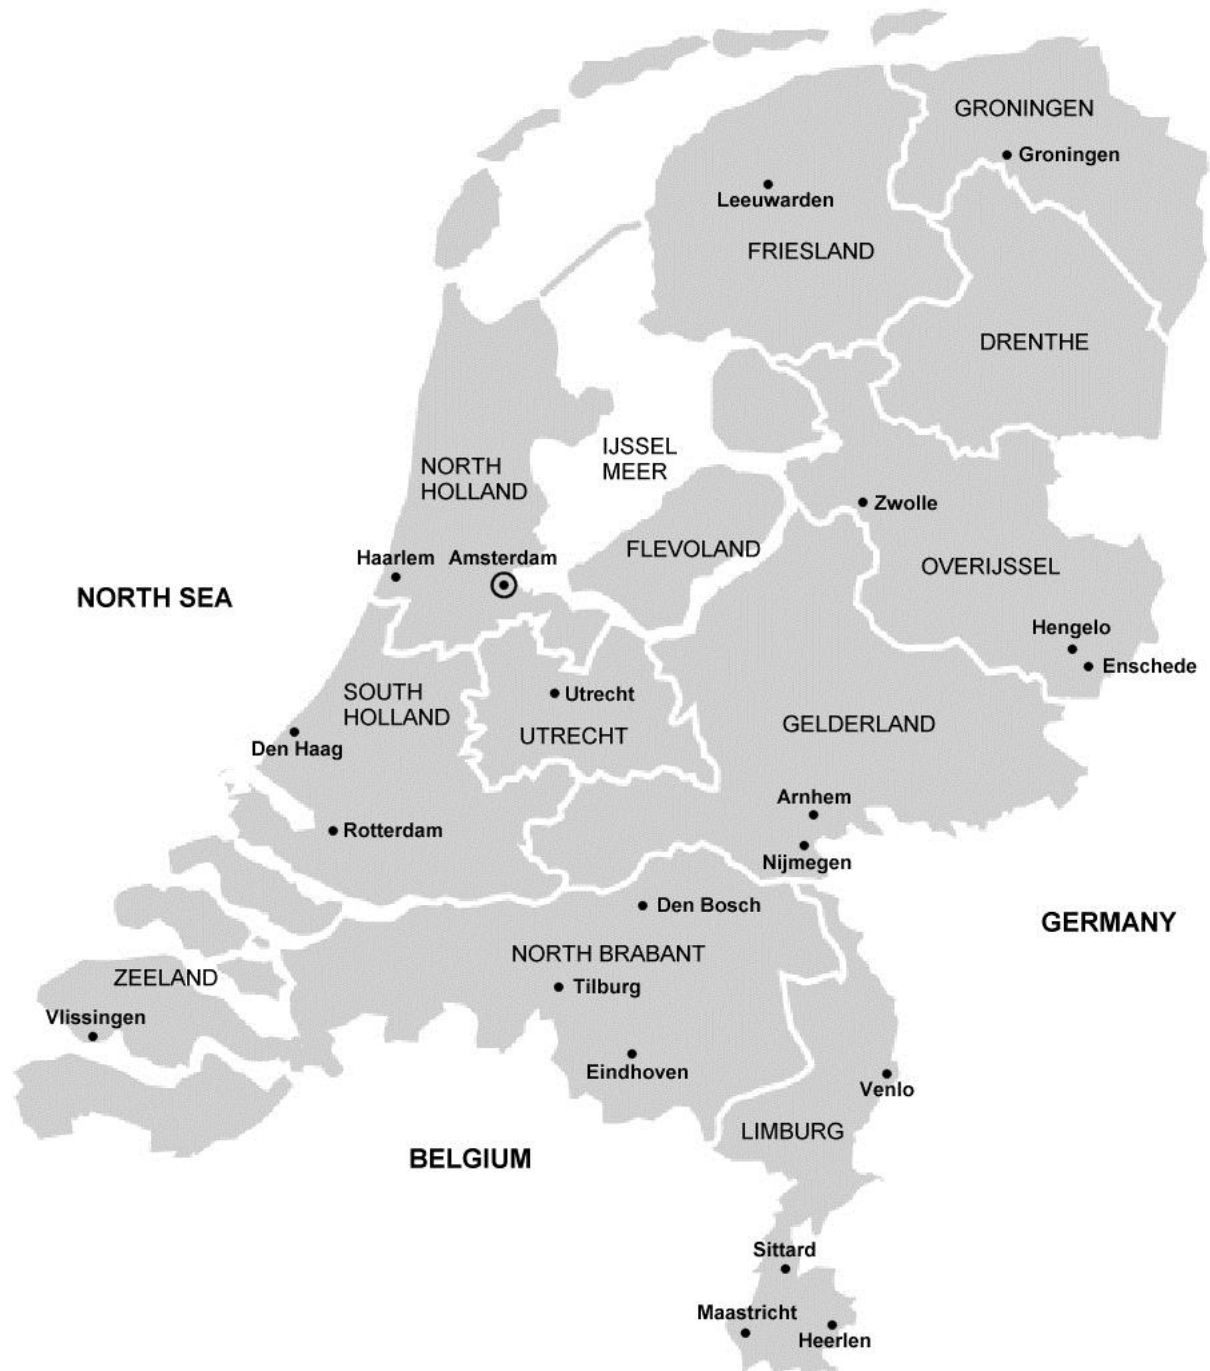 GRONINGEN
Groningen
Leeuwarden
FRIESLAND
DRENTHE
IJSSEL
MEER
NORTH
HOLLAND
Zwolle
FLEVOLAND
Haarlem
Amsterdam
OVERIJSSEL
NORTH SEA
Hengelo
Enschede
SOUTH
HOLLAND
Utrecht
UTRECHT
GELDERLAND
Den Haag
Arnhem
Rotterdam
Nijmegen
Den Bosch
GERMANY
NORTH BRABANT
ZEELAND
Tilburg
Vlissingen
Eindhoven
Venlo
LIMBURG
BELGIUM
Sittard
Maastricht
Heerlen